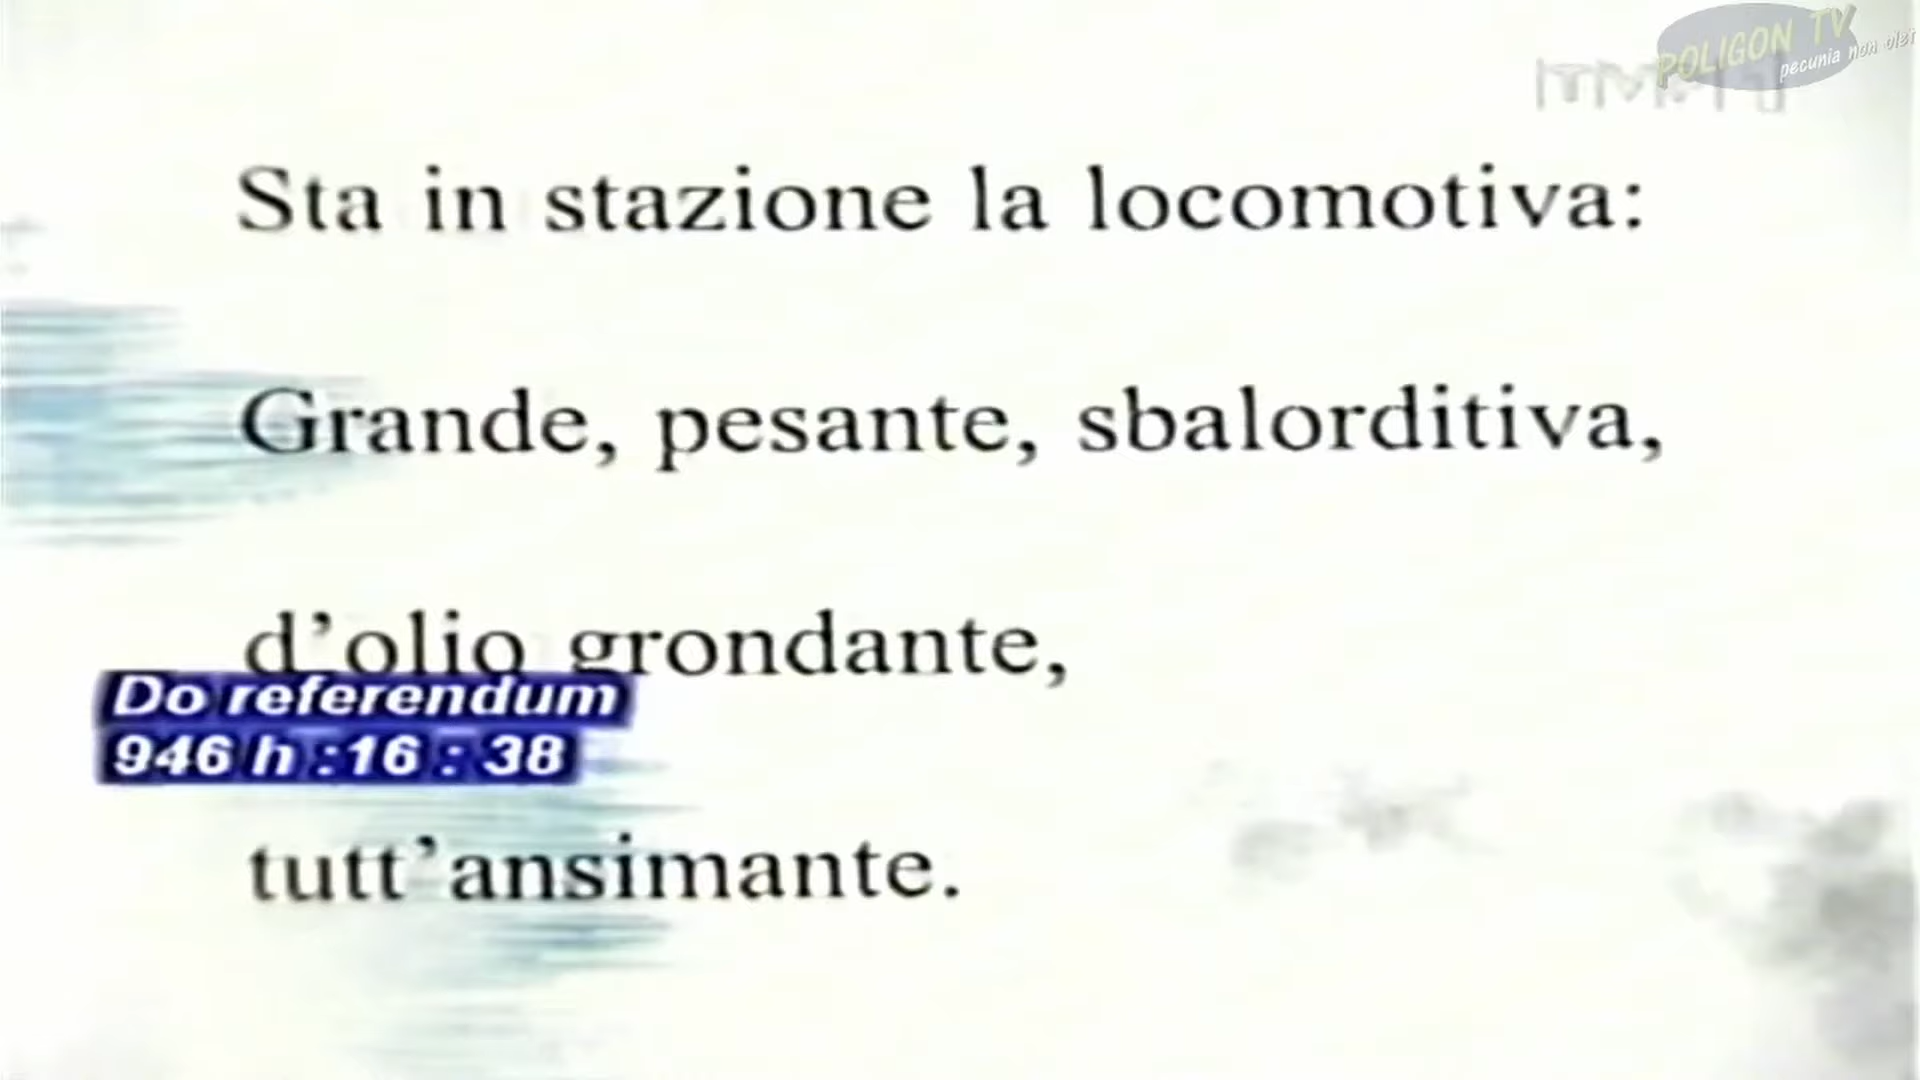 POLIGON TV
pecunia non olet
Sta in stazione la locomotiva:
Grande, pesante, sbalorditiva,
d'olio grondante,
Do referendum
946 h :16 : 38
tutt'ansimante.